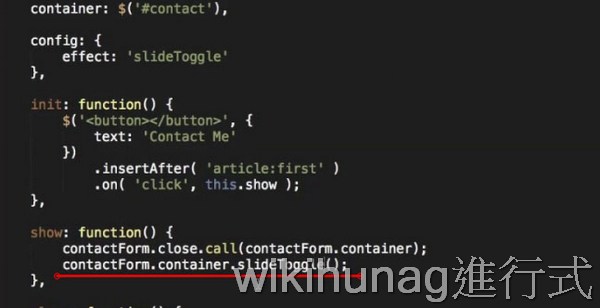 container: $('#contact'),
config: {
effect: 'slideToggle'
},
init: function() {
$('<button></button>', {
text: 'Contact Me'
})
.insertAfter( 'article:first' )
.on( 'click', this.show );
},
show: function() {
contactForm.close.call(contactForm.container);
contactForm.container.slideToggle();
wikihunag進行式
},